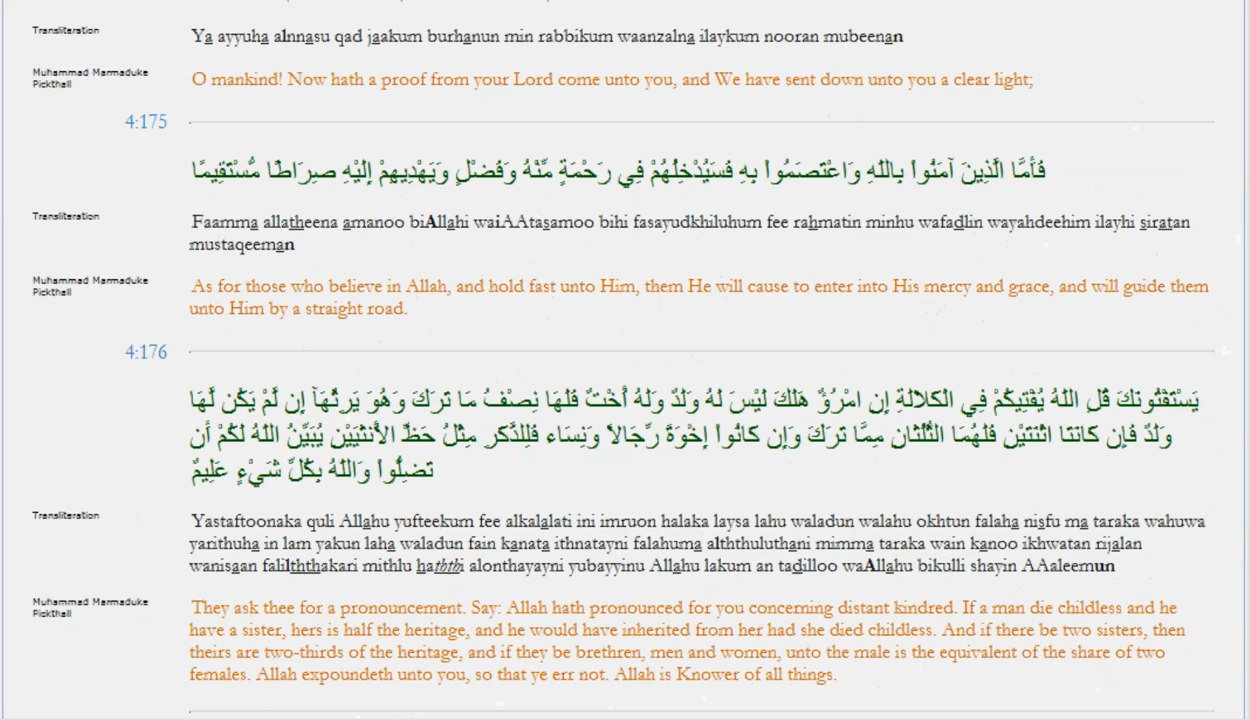 Transliteration
Ya ayyuha alnnasu qad jaakum burhanun min rabbikum waanzalna ilaykum nooran mubeenan
Muhammad Marmaduke
Pickthall
O mankind! Now hath a proof from your Lord come unto you, and We have sent down unto you a clear light;
4:175
فَأَمَّا الَّذِينَ آمَنُواْ بِاللّهِ وَاعْتَصَمُواْ بِهِ فَسَيُدْخِلُهُمْ فِي رَحْمَةٍ مِّنْهُ وَفَضْلٍ وَيَهْدِيهِمْ إِلَيْهِ صِرَاطًا مُّسْتَقِيمًا
Transliteration
Faamma allatheena amanoo biAllahi waiAAtasamoo bihi fasayudkhiluhum fee rahmatin minhu wafadlin wayahdeehim ilayhi siratan
mustaqeeman
Muhammad Marmaduke
Pickthall
As for those who believe in Allah, and hold fast unto Him, them He will cause to enter into His mercy and grace, and will guide them
unto Him by a straight road.
4:176
يَسْتَفْتُونَكَ قُلِ اللّهُ يُفْتِيكُمْ فِي الْكَلاَلَةِ إِنِ امْرُؤٌ هَلَكَ لَيْسَ لَهُ وَلَدٌ وَلَهُ أُخْتٌ فَلَهَا نِصْفُ مَا تَرَكَ وَهُوَ يَرِثُهَآ إِن لَّمْ يَكُن لَّهَا
وَلَدٌ فَإِن كَانَتَا اثْنَتَيْنِ فَلَهُمَا الثُّلُثَانِ مِمَّا تَرَكَ وَإِن كَانُواْ إِخْوَةً رِّجَالاً وَنِسَاء فَلِلذَّكَرِ مِثْلُ حَظِّ الأُنثَيَيْنِ يُبَيِّنُ اللّهُ لَكُمْ أَن
تَضِلُّواْ وَاللّهُ بِكُلِّ شَيْءٍ عَلِيمٌ
Transliteration
Yastaftoonaka quli Allahu yufteekum fee alkalalati ini imruon halaka laysa lahu waladun walahu okhtun falaha nisfu ma taraka wahuwa
yarithuha in lam yakun laha waladun fain kanata ithnatayni falahuma alththuluthani mimma taraka wain kanoo ikhwatan rijalan
wanisaan falilththakari mithlu haththi alonthayayni yubayyinu Allahu lakum an tadilloo waAllahu bikulli shayin AAaleemun
Muhammad Marmaduke
Pickthall
They ask thee for a pronouncement. Say: Allah hath pronounced for you concerning distant kindred. If a man die childless and he
have a sister, hers is half the heritage, and he would have inherited from her had she died childless. And if there be two sisters, then
theirs are two-thirds of the heritage, and if they be brethren, men and women, unto the male is the equivalent of the share of two
females. Allah expoundeth unto you, so that ye err not. Allah is Knower of all things.